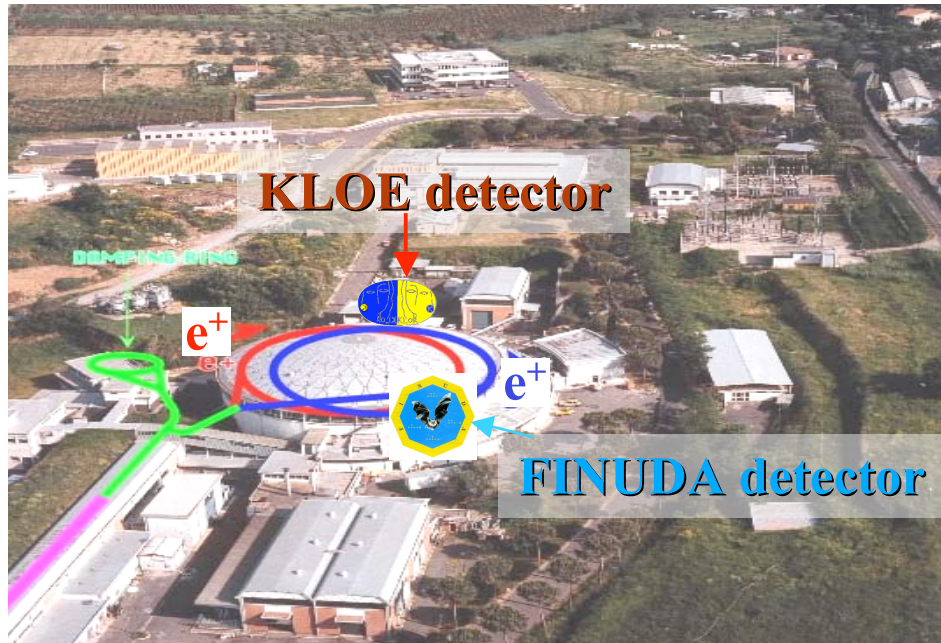 KLOE detector
DAMPING RING
e+
e+
e+
FINUDA detector